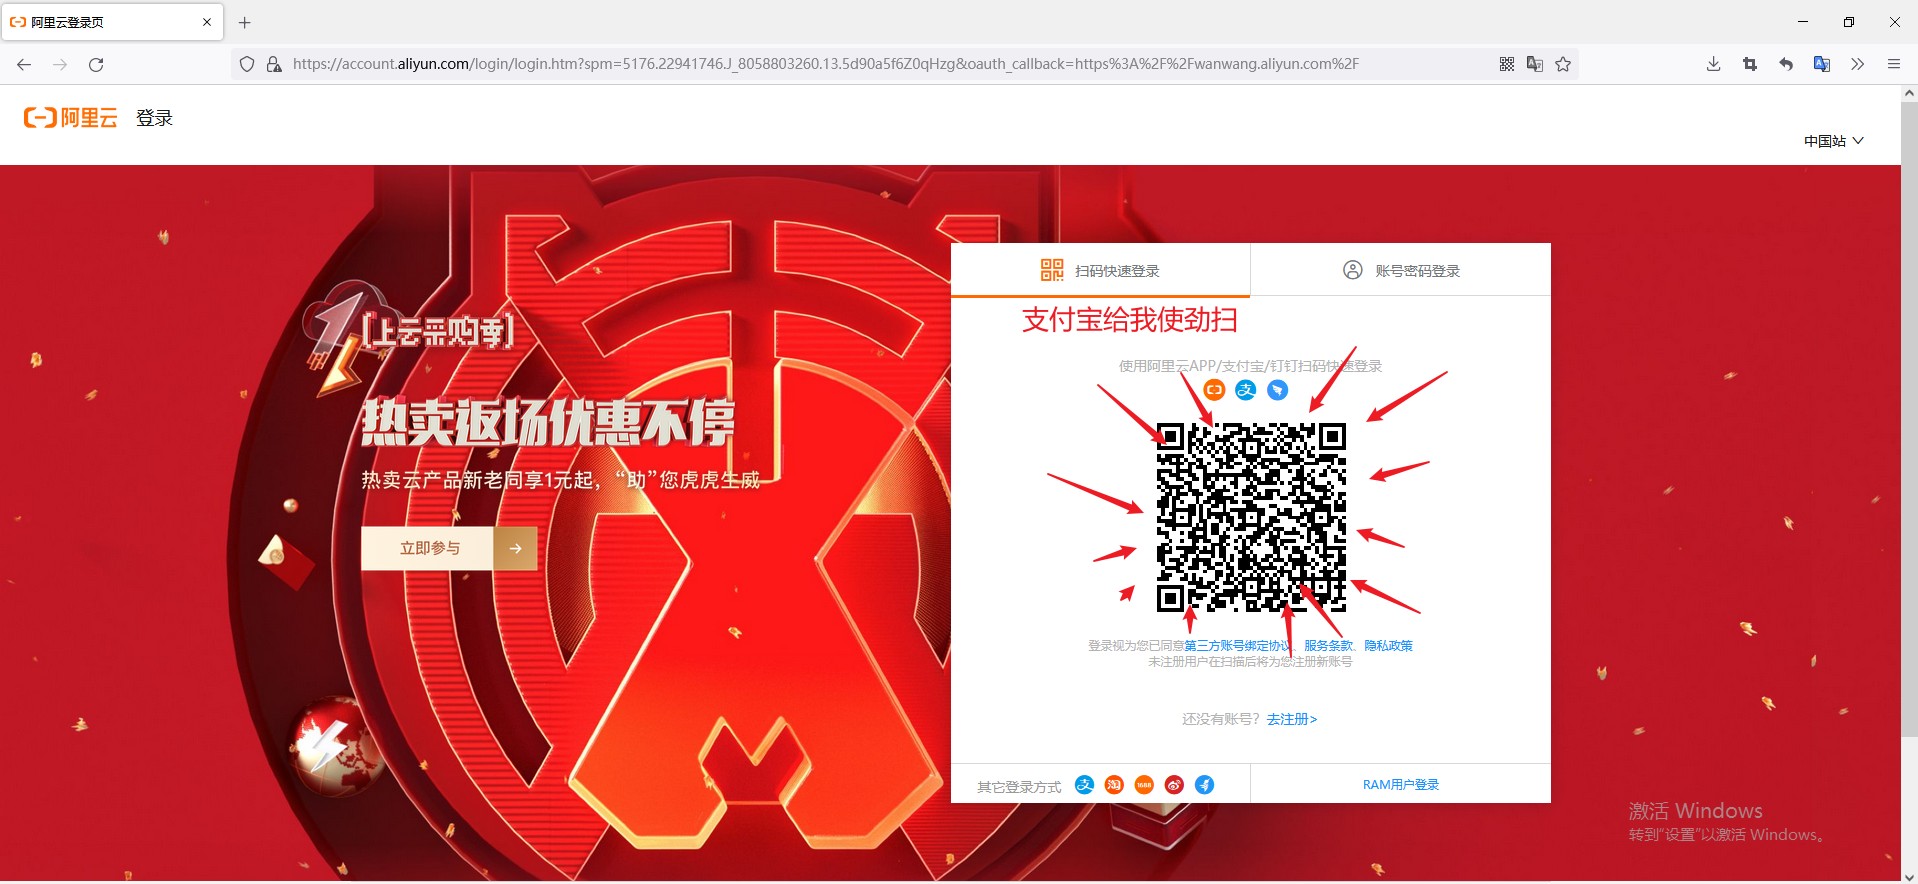 阿里云登录页
https://account.aliyun.com/login/login.htm?spm=5176.22941746.J_8058803260.13.5d90a5f6Z0qHzg&oauth_callback=https%3A%2F%2Fwanwang.aliyun.com%2F
阿里云 登录
中国站
扫码快速登录 账号密码登录
支付宝给我使劲扫
使用阿里云APP/支付宝/钉钉扫码快速登录
[上云采购季]
热卖返场优惠不停
热卖云产品新老同享1元起，“助”您虎虎生威
立即参与
登录视为您已同意第三方账号绑定协议、服务条款、隐私政策
未注册用户在扫描后将为您注册新账号
还没有账号？去注册>
其它登录方式 支 淘 1688
RAM用户登录
激活 Windows
转到“设置”以激活 Windows。